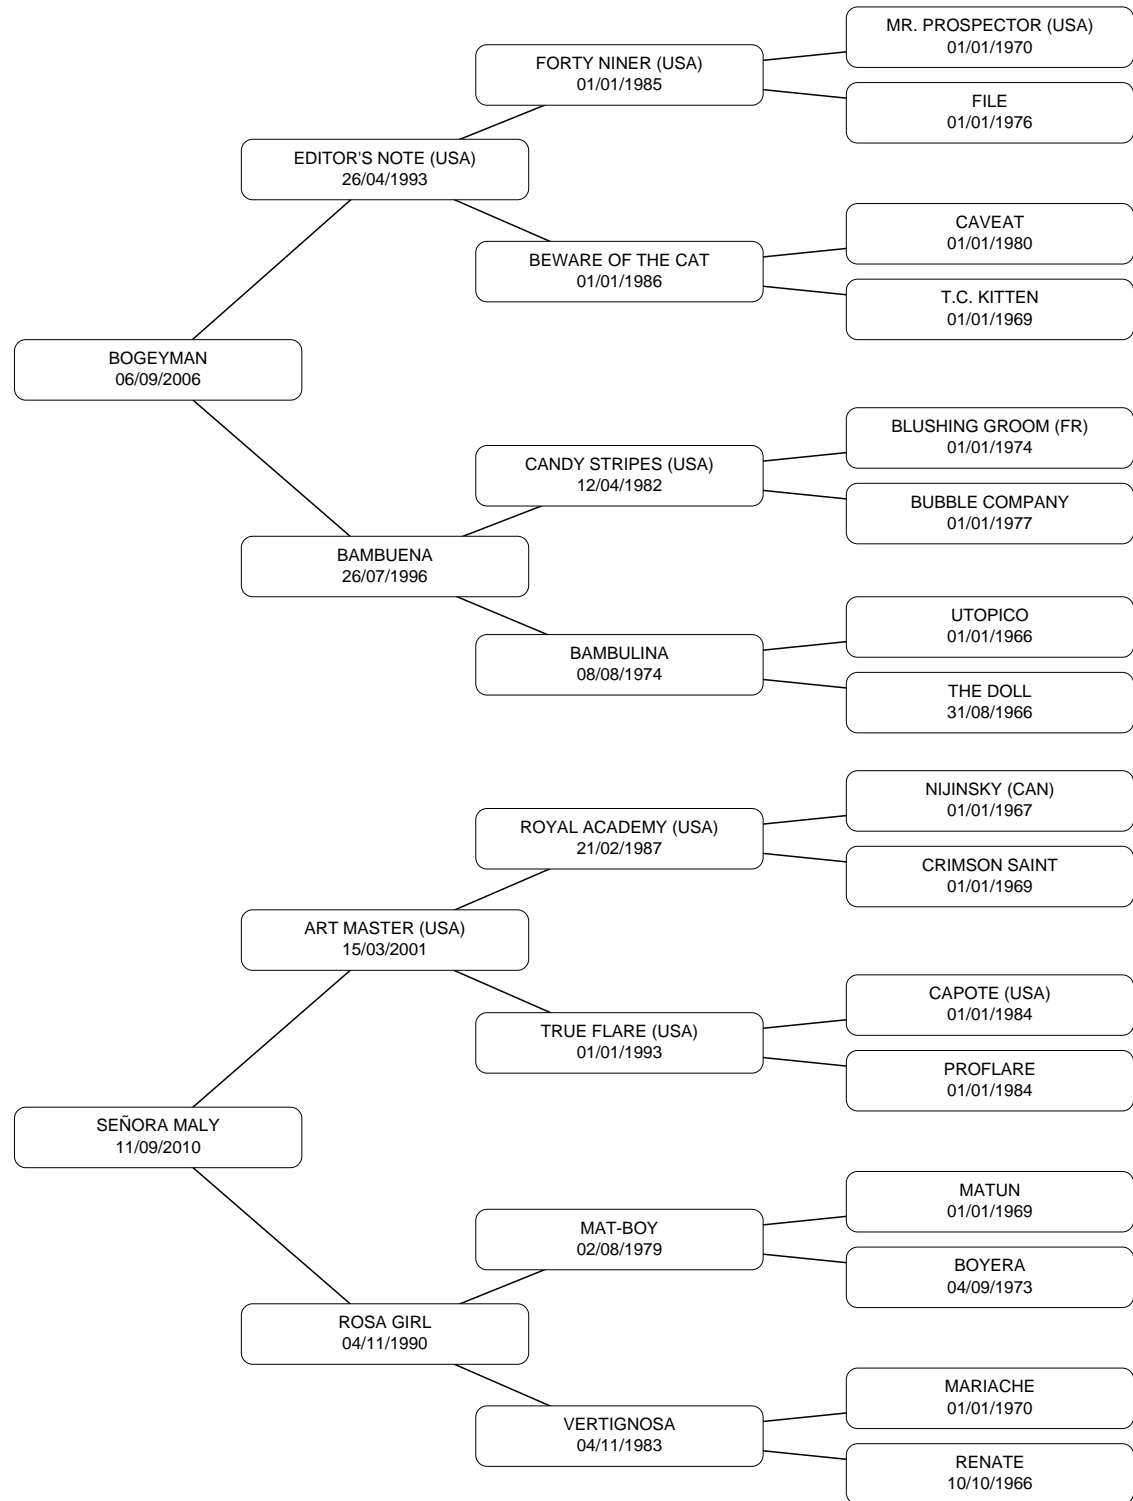 MR. PROSPECTOR (USA)
01/01/1970
FORTY NINER (USA)
01/01/1985
FILE
01/01/1976
EDITOR'S NOTE (USA)
26/04/1993
CAVEAT
01/01/1980
BEWARE OF THE CAT
01/01/1986
T.C. KITTEN
01/01/1969
BOGEYMAN
06/09/2006
BLUSHING GROOM (FR)
01/01/1974
CANDY STRIPES (USA)
12/04/1982
BUBBLE COMPANY
01/01/1977
BAMBUENA
26/07/1996
UTOPICO
01/01/1966
BAMBULINA
08/08/1974
THE DOLL
31/08/1966
NIJINSKY (CAN)
01/01/1967
ROYAL ACADEMY (USA)
21/02/1987
CRIMSON SAINT
01/01/1969
ART MASTER (USA)
15/03/2001
CAPOTE (USA)
01/01/1984
TRUE FLARE (USA)
01/01/1993
PROFLARE
01/01/1984
SEÑORA MALY
11/09/2010
MATUN
01/01/1969
MAT-BOY
02/08/1979
BOYERA
04/09/1973
ROSA GIRL
04/11/1990
MARIACHE
01/01/1970
VERTIGNOSA
04/11/1983
RENATE
10/10/1966